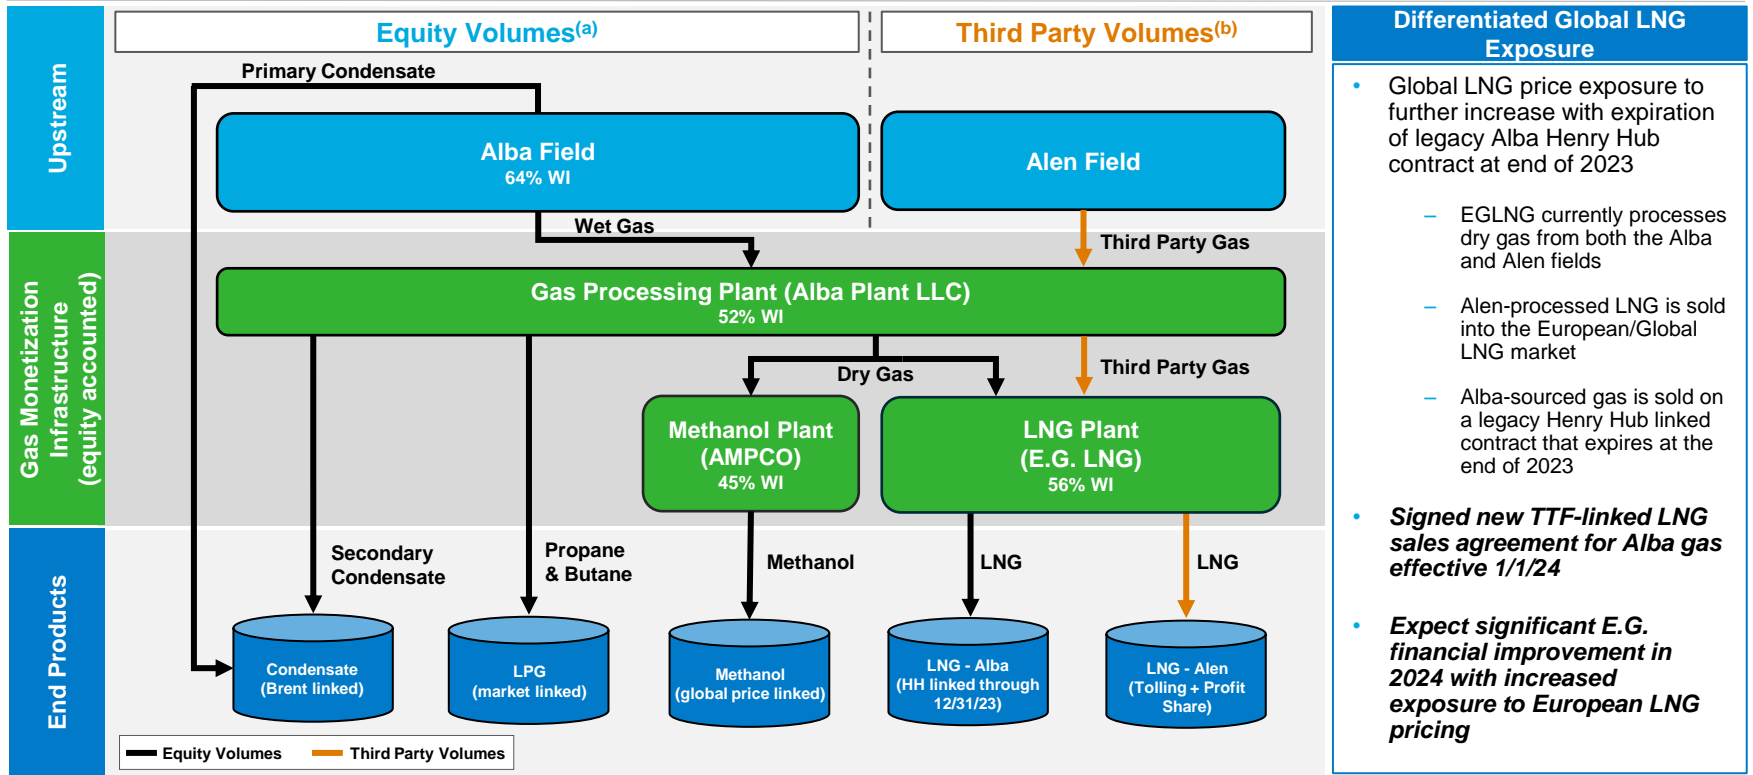 Equity Volumes(a)
Third Party Volumes(b)
Upstream
Primary Condensate
Alba Field
64% WI
Alen Field
Wet Gas
Third Party Gas
Gas Monetization
Infrastructure
(equity accounted)
Gas Processing Plant (Alba Plant LLC)
52% WI
Dry Gas
Third Party Gas
Methanol Plant
(AMPCO)
45% WI
LNG Plant
(E.G. LNG)
56% WI
End Products
Secondary
Condensate
Propane
& Butane
Methanol
LNG
LNG
Condensate
(Brent linked)
LPG
(market linked)
Methanol
(global price linked)
LNG - Alba
(HH linked through
12/31/23)
LNG - Alen
(Tolling + Profit
Share)
Equity Volumes
Third Party Volumes
Differentiated Global LNG
Exposure
• Global LNG price exposure to
further increase with expiration
of legacy Alba Henry Hub
contract at end of 2023
– EGLNG currently processes
dry gas from both the Alba
and Alen fields
– Alen-processed LNG is sold
into the European/Global
LNG market
– Alba-sourced gas is sold on
a legacy Henry Hub linked
contract that expires at the
end of 2023
• Signed new TTF-linked LNG
sales agreement for Alba gas
effective 1/1/24
• Expect significant E.G.
financial improvement in
2024 with increased
exposure to European LNG
pricing